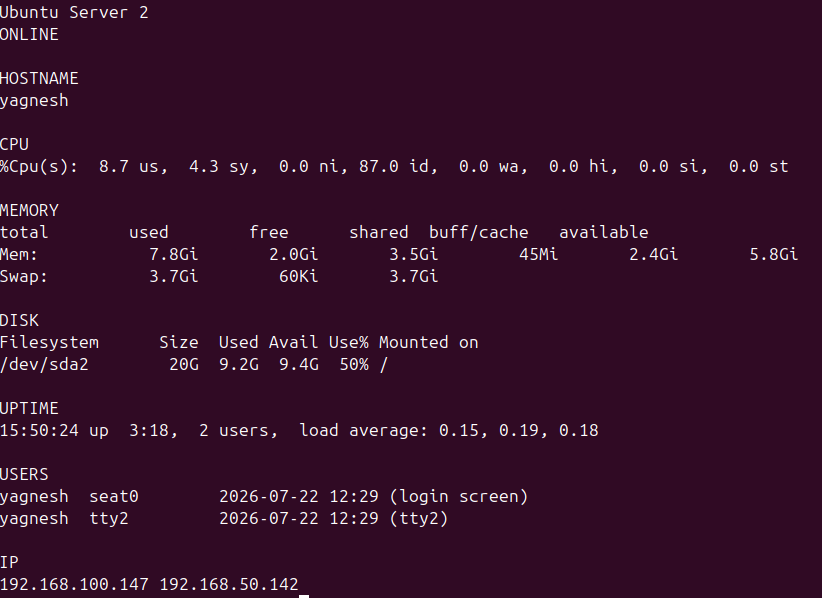 Ubuntu Server 2
ONLINE
HOSTNAME
yagnesh
CPU
%Cpu(s):  8.7 us,  4.3 sy,  0.0 ni, 87.0 id,  0.0 wa,  0.0 hi,  0.0 si,  0.0 st
MEMORY
total        used        free      shared  buff/cache   available
Mem:           7.8Gi       2.0Gi       3.5Gi        45Mi       2.4Gi       5.8Gi
Swap:          3.7Gi        60Ki       3.7Gi
DISK
Filesystem      Size  Used Avail Use% Mounted on
/dev/sda2        20G  9.2G  9.4G  50% /
UPTIME
15:50:24 up  3:18,  2 users,  load average: 0.15, 0.19, 0.18
USERS
yagnesh  seat0        2026-07-22 12:29 (login screen)
yagnesh  tty2         2026-07-22 12:29 (tty2)
IP
192.168.100.147 192.168.50.142